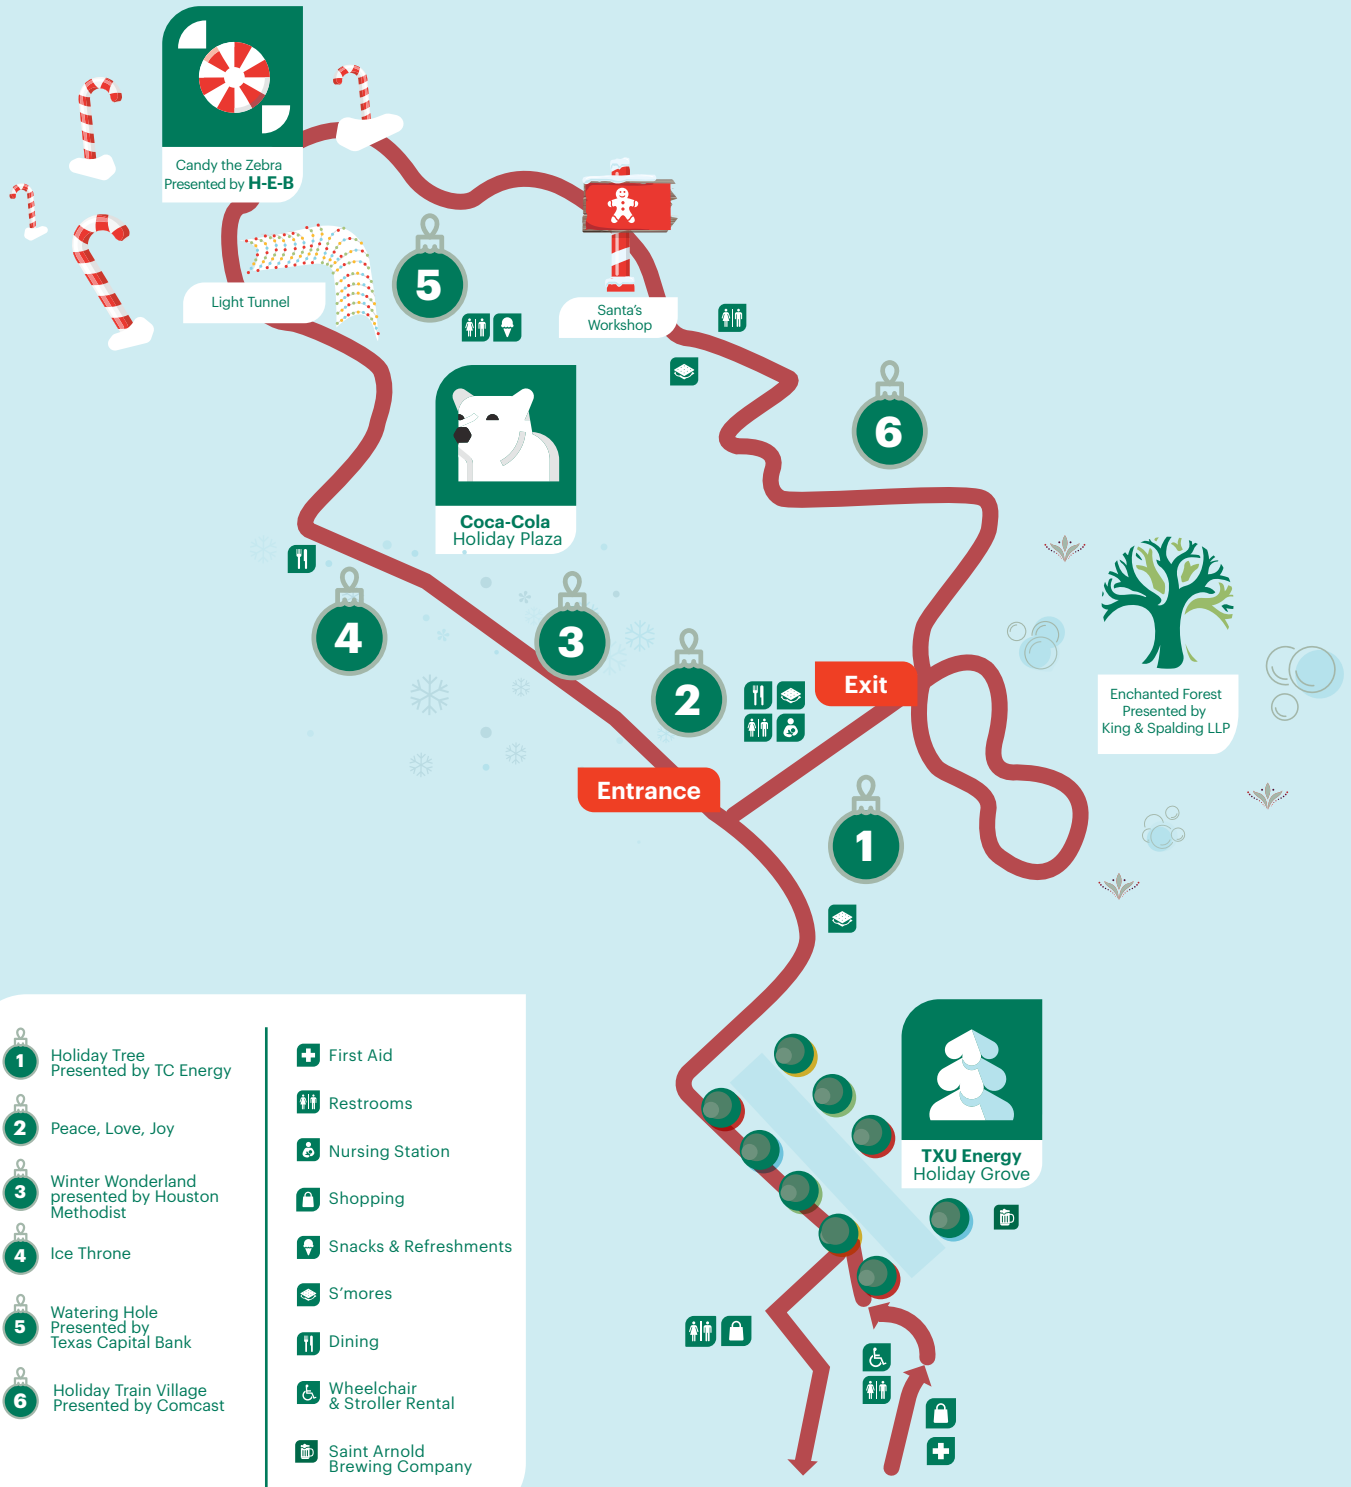 Candy the Zebra
Presented by H-E-B
Light Tunnel
5
Santa's
Workshop
6
Coca-Cola
Holiday Plaza
4
3
2
Exit
Enchanted Forest
Presented by
King & Spalding LLP
Entrance
1
TXU Energy
Holiday Grove
1
Holiday Tree
Presented by TC Energy
2
Peace, Love, Joy
3
Winter Wonderland
presented by Houston
Methodist
4
Ice Throne
5
Watering Hole
Presented by
Texas Capital Bank
6
Holiday Train Village
Presented by Comcast
First Aid
Restrooms
Nursing Station
Shopping
Snacks & Refreshments
S'mores
Dining
Wheelchair
& Stroller Rental
Saint Arnold
Brewing Company